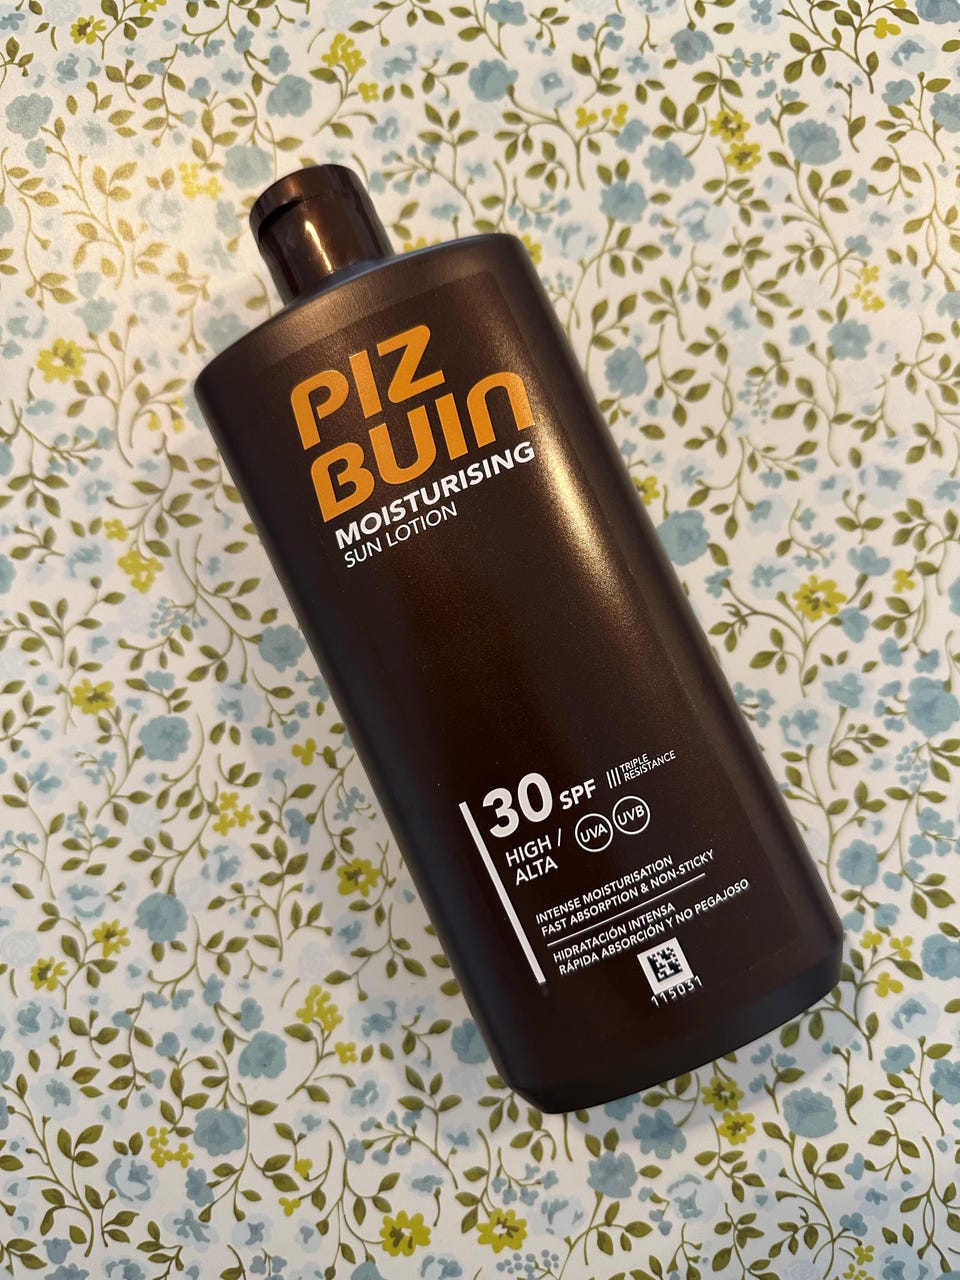 PIZ
BUIN
MOISTURISING
SUN LOTION
30 SPF
TRIPLE
RESISTANCE
HIGH /
ALTA
UVA UVB
INTENSE MOISTURISATION
FAST ABSORPTION & NON-STICKY
HIDRATACIÓN INTENSA
RÁPIDA ABSORCIÓN Y NO PEGAJOSO
115031